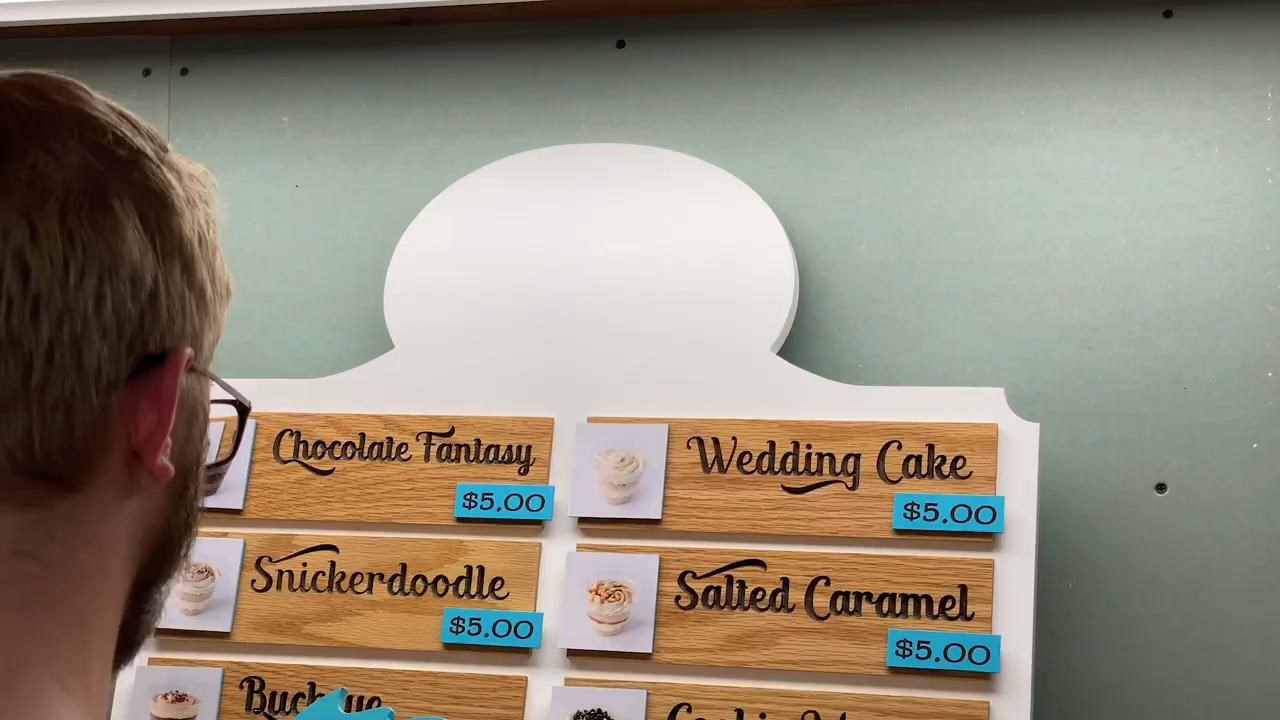 Chocolate Fantasy
$5.00
Wedding Cake
$5.00
Snickerdoodle
$5.00
Salted Caramel
$5.00